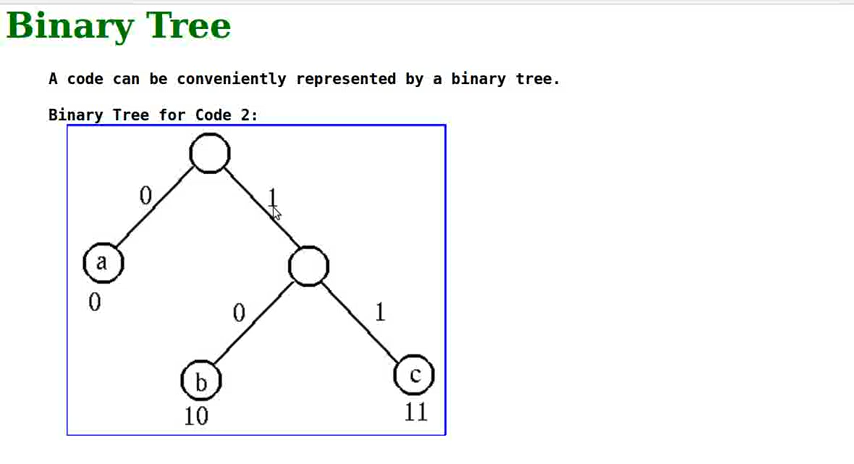 Binary Tree
A code can be conveniently represented by a binary tree.
Binary Tree for Code 2:
0 1
a
0
0 1
b c
10 11